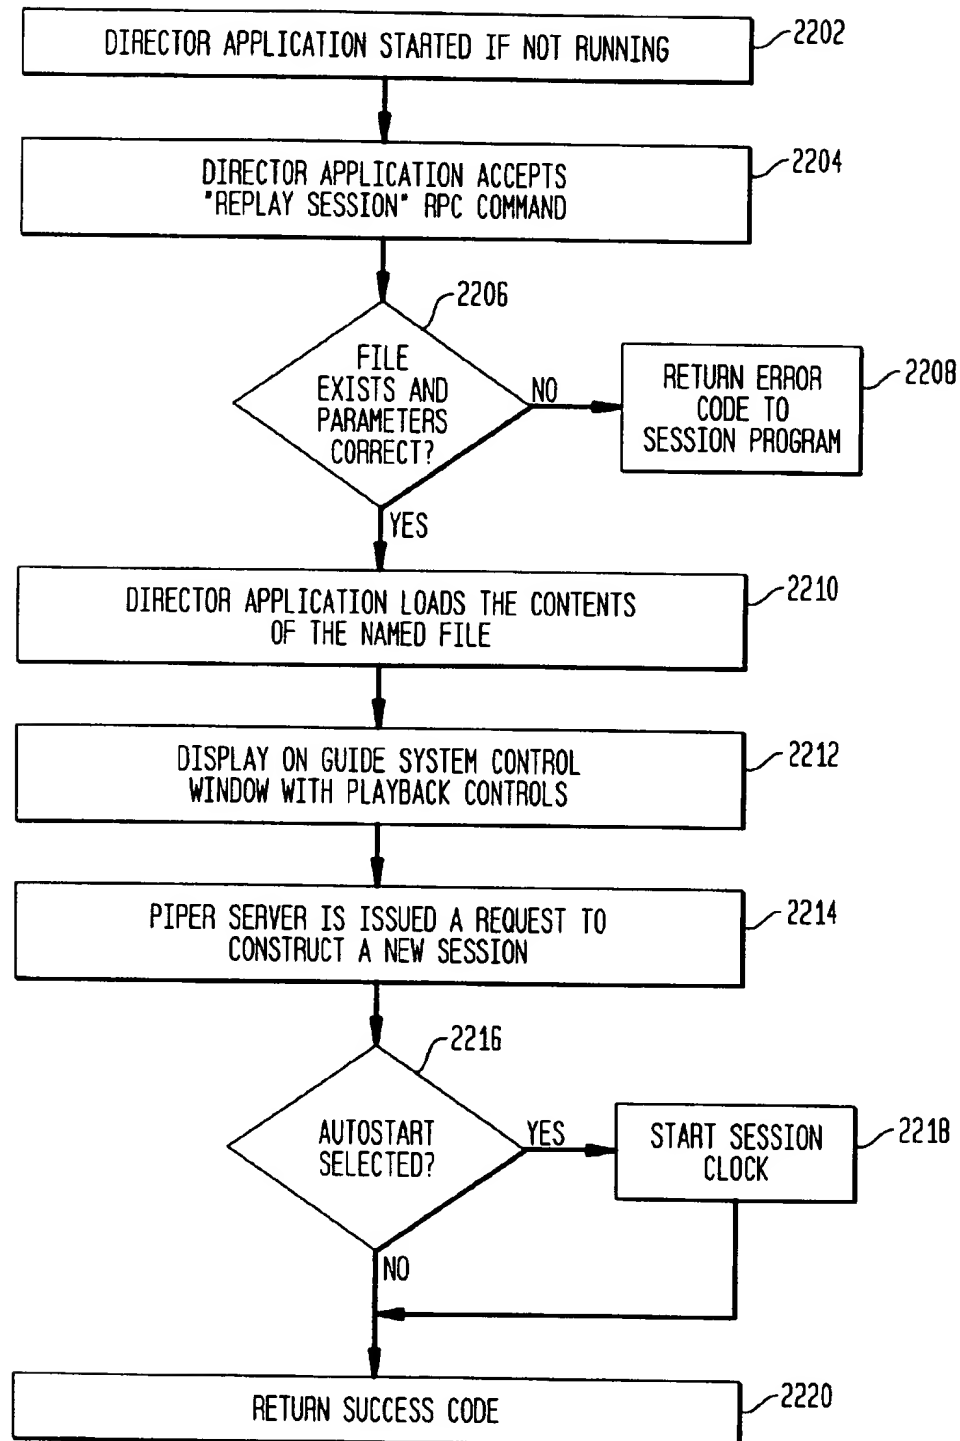 DIRECTOR APPLICATION STARTED IF NOT RUNNING
2202
DIRECTOR APPLICATION ACCEPTS
"REPLAY SESSION" RPC COMMAND
2204
2206
FILE
EXISTS AND
PARAMETERS
CORRECT?
NO
RETURN ERROR
CODE TO
SESSION PROGRAM
2208
YES
DIRECTOR APPLICATION LOADS THE CONTENTS
OF THE NAMED FILE
2210
DISPLAY ON GUIDE SYSTEM CONTROL
WINDOW WITH PLAYBACK CONTROLS
2212
PIPER SERVER IS ISSUED A REQUEST TO
CONSTRUCT A NEW SESSION
2214
2216
AUTOSTART
SELECTED?
YES
START SESSION
CLOCK
2218
NO
RETURN SUCCESS CODE
2220